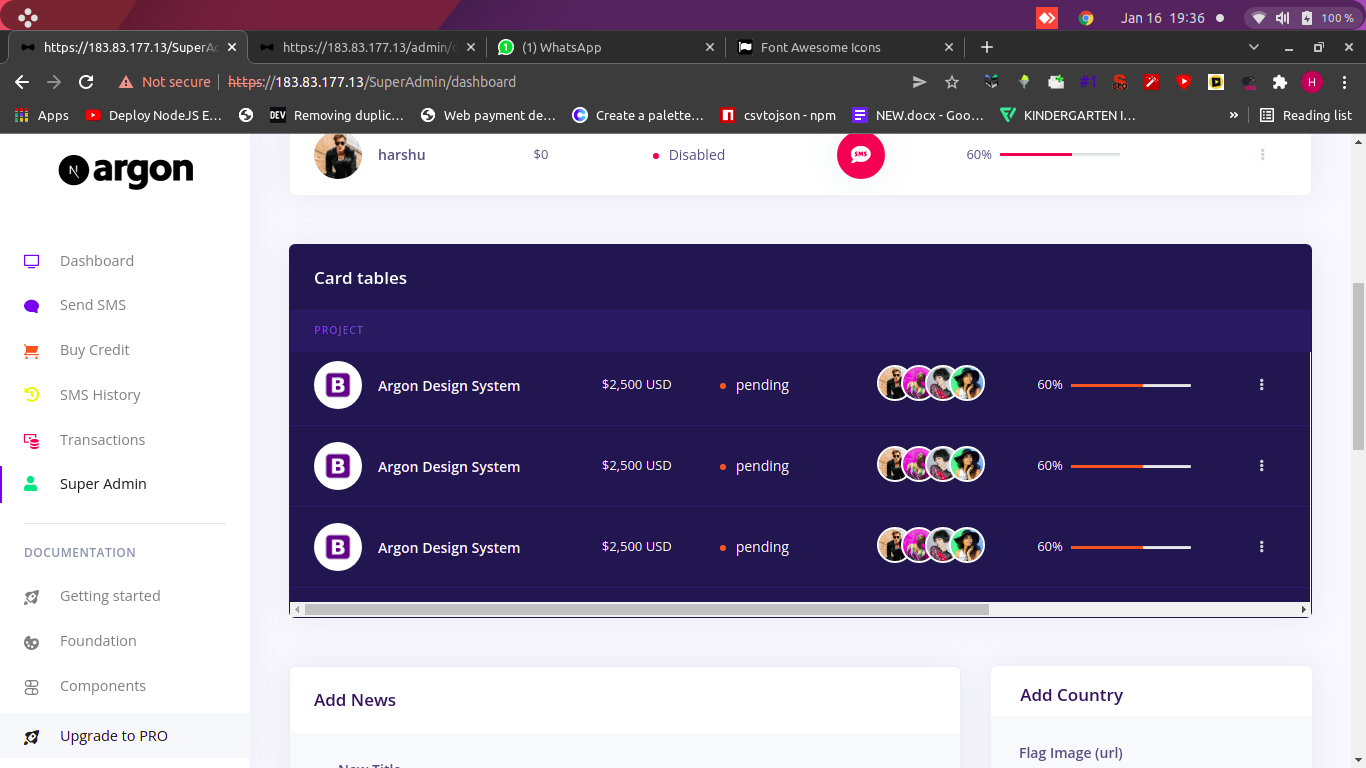 Jan 16 19:36 100 %
https://183.83.177.13/SuperAd
https://183.83.177.13/admin/c
(1) WhatsApp
Font Awesome Icons
Not secure https://183.83.177.13/SuperAdmin/dashboard
#1
SEO
H
Apps
Deploy NodeJS E…
DEV Removing duplic…
Web payment de…
Create a palette…
csvtojson - npm
NEW.docx - Goo…
KINDERGARTEN I…
»
Reading list
N argon
Dashboard
Send SMS
Buy Credit
SMS History
Transactions
Super Admin
DOCUMENTATION
Getting started
Foundation
Components
Upgrade to PRO
harshu $0 Disabled SMS 60%
Card tables
PROJECT
B Argon Design System $2,500 USD pending 60%
B Argon Design System $2,500 USD pending 60%
B Argon Design System $2,500 USD pending 60%
Add News
New Title
Add Country
Flag Image (url)